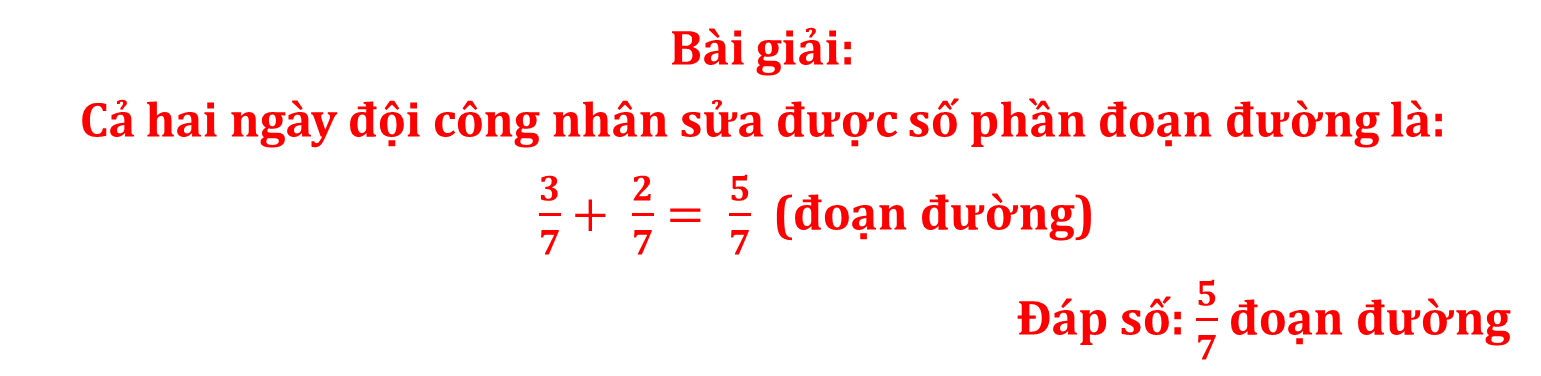 Bài giải:
Cả hai ngày đội công nhân sửa được số phần đoạn đường là:
3/7 + 2/7 = 5/7 (đoạn đường)
Đáp số: 5/7 đoạn đường